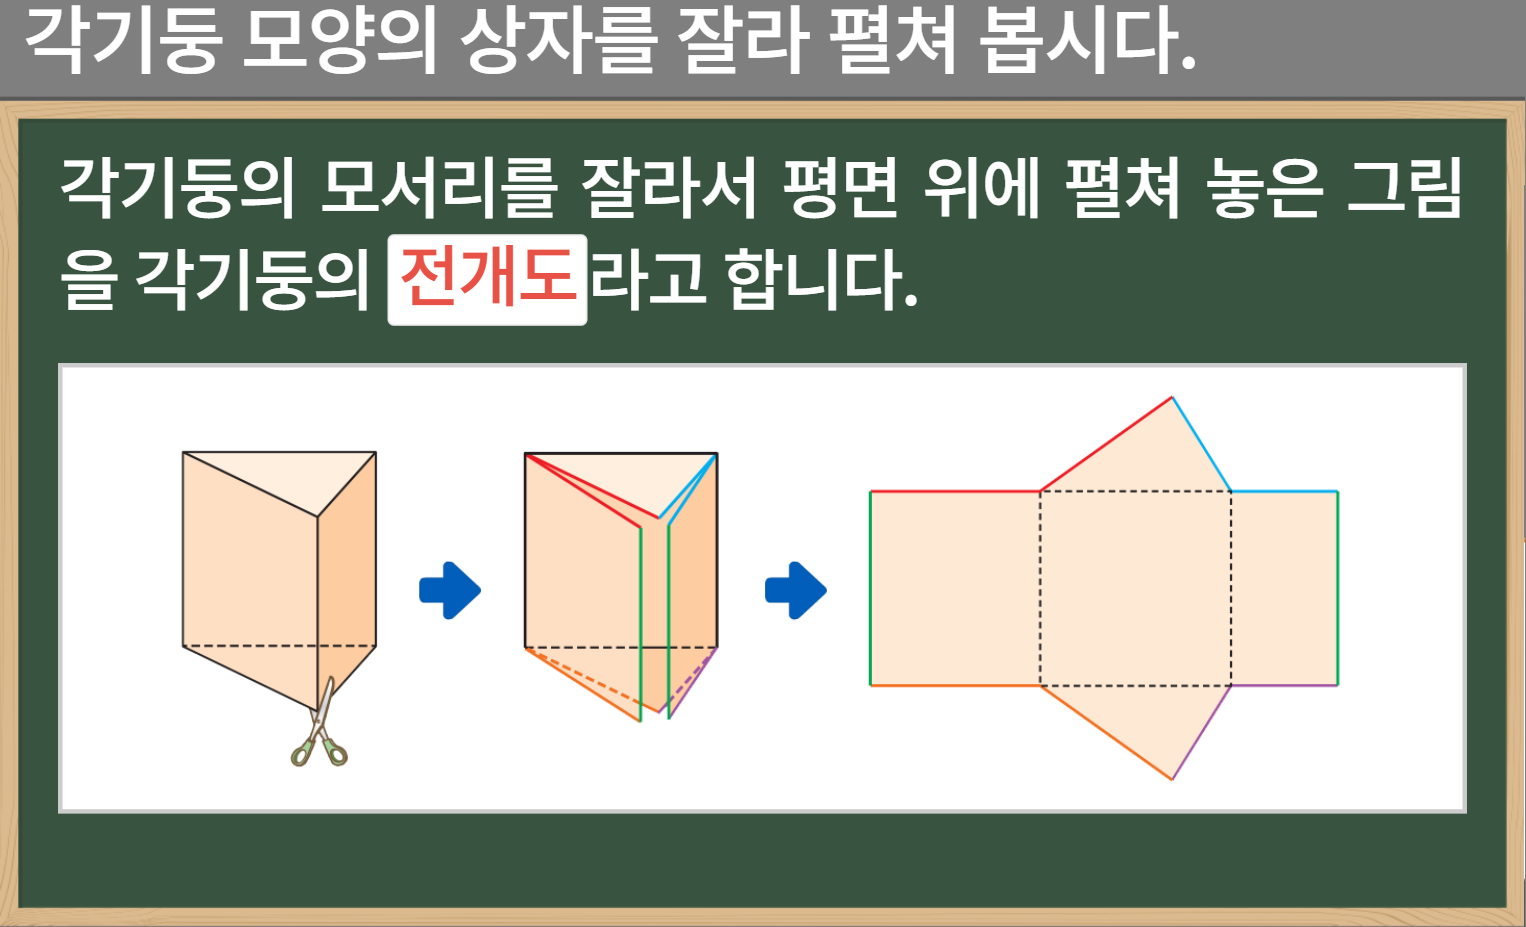 각기둥 모양의 상자를 잘라 펼쳐 봅시다.
각기둥의 모서리를 잘라서 평면 위에 펼쳐 놓은 그림
을 각기둥의 전개도라고 합니다.